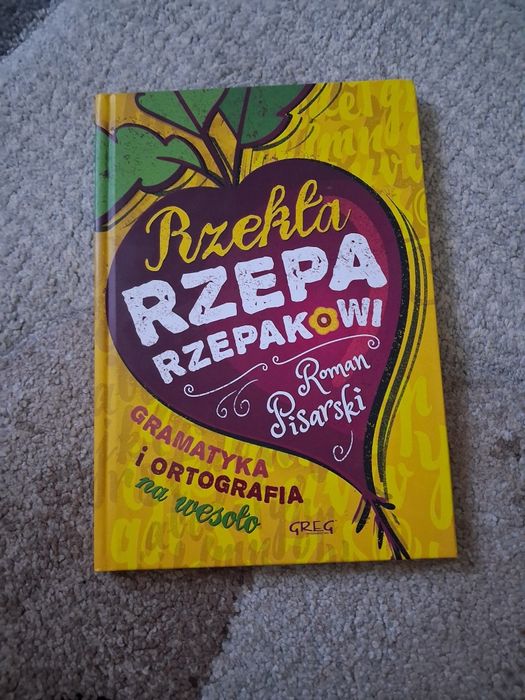 Rzekła
RZEPA
RZEPAKOWI
Roman
Pisarski
GRAMATYKA
i ORTOGRAFIA
na wesoło
GREG